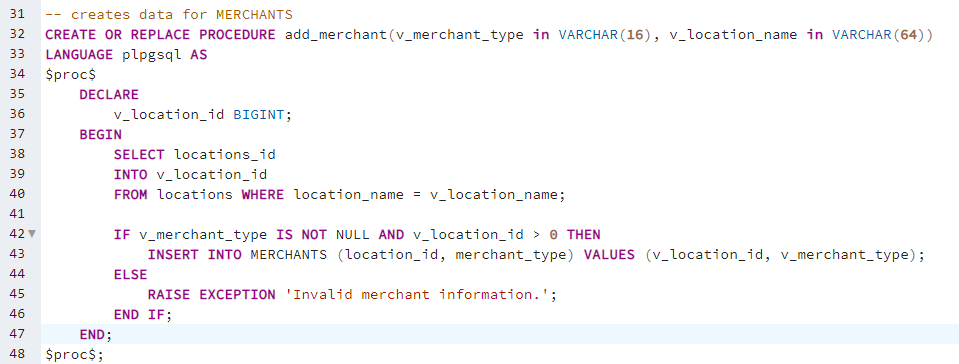 31 -- creates data for MERCHANTS
32 CREATE OR REPLACE PROCEDURE add_merchant(v_merchant_type in VARCHAR(16), v_location_name in VARCHAR(64))
33 LANGUAGE plpgsql AS
34 $proc$
35     DECLARE
36         v_location_id BIGINT;
37     BEGIN
38         SELECT locations_id
39         INTO v_location_id
40         FROM locations WHERE location_name = v_location_name;
41
42         IF v_merchant_type IS NOT NULL AND v_location_id > 0 THEN
43             INSERT INTO MERCHANTS (location_id, merchant_type) VALUES (v_location_id, v_merchant_type);
44         ELSE
45             RAISE EXCEPTION 'Invalid merchant information.';
46         END IF;
47     END;
48 $proc$;